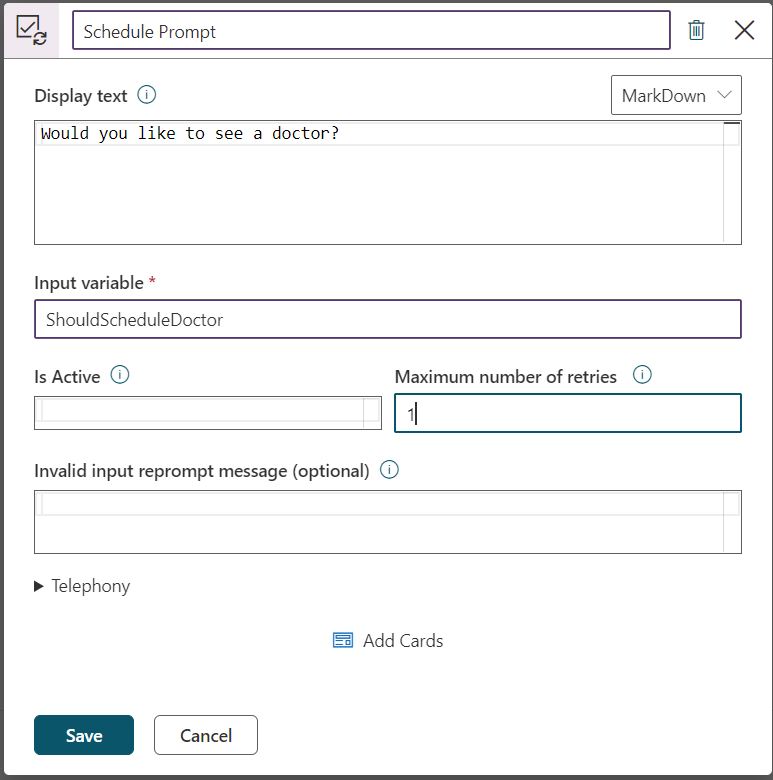 Schedule Prompt
Display text
MarkDown
Would you like to see a doctor?
Input variable *
ShouldScheduleDoctor
Is Active
Maximum number of retries
1
Invalid input reprompt message (optional)
Telephony
Add Cards
Save
Cancel